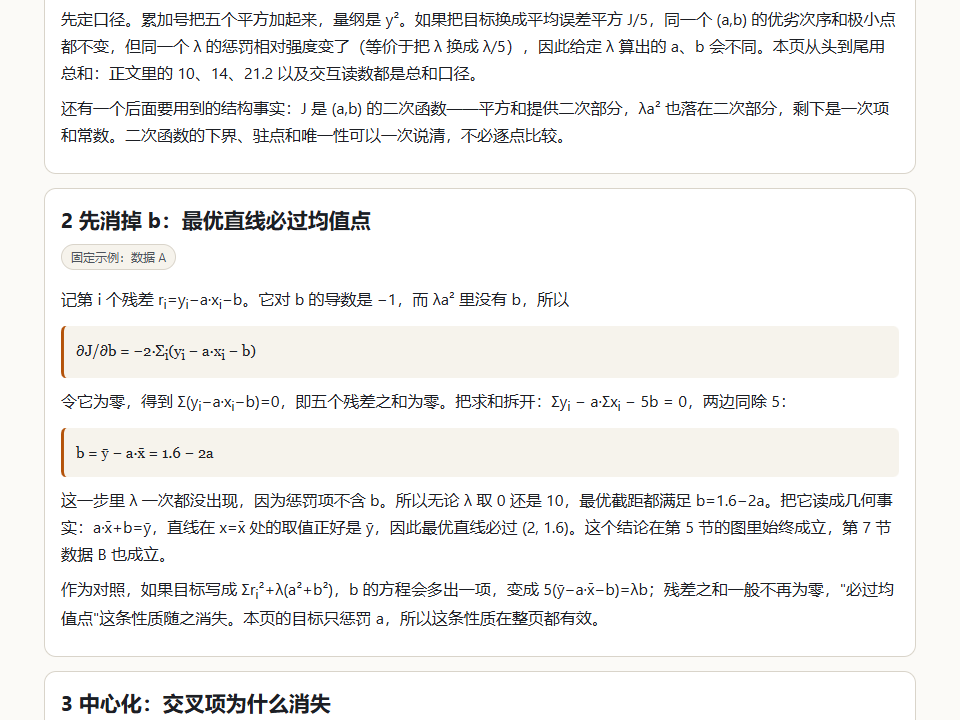 先定口径。累加号把五个平方加起来，量纲是 y²。如果把目标换成平均误差平方 J/5，同一个 (a,b) 的优劣次序和极小点
都不变，但同一个 λ 的惩罚相对强度变了（等价于把 λ 换成 λ/5），因此给定 λ 算出的 a、b 会不同。本页从头到尾用
总和：正文里的 10、14、21.2 以及交互读数都是总和口径。
还有一个后面要用到的结构事实：J 是 (a,b) 的二次函数——平方和提供二次部分，λa² 也落在二次部分，剩下是一次项
和常数。二次函数的下界、驻点和唯一性可以一次说清，不必逐点比较。
2 先消掉 b：最优直线必过均值点
固定示例：数据 A
记第 i 个残差 rᵢ=yᵢ−a·xᵢ−b。它对 b 的导数是 −1，而 λa² 里没有 b，所以
∂J/∂b = −2·Σᵢ(yᵢ − a·xᵢ − b)
令它为零，得到 Σ(yᵢ−a·xᵢ−b)=0，即五个残差之和为零。把求和拆开：Σyᵢ − a·Σxᵢ − 5b = 0，两边同除 5：
b = ȳ − a·x̄ = 1.6 − 2a
这一步里 λ 一次都没出现，因为惩罚项不含 b。所以无论 λ 取 0 还是 10，最优截距都满足 b=1.6−2a。把它读成几何事
实：a·x̄+b=ȳ，直线在 x=x̄ 处的取值正好是 ȳ，因此最优直线必过 (2, 1.6)。这个结论在第 5 节的图里始终成立，第 7 节
数据 B 也成立。
作为对照，如果目标写成 Σrᵢ²+λ(a²+b²)，b 的方程会多出一项，变成 5(ȳ−a·x̄−b)=λb；残差之和一般不再为零，"必过均
值点"这条性质随之消失。本页的目标只惩罚 a，所以这条性质在整页都有效。
3 中心化：交叉项为什么消失